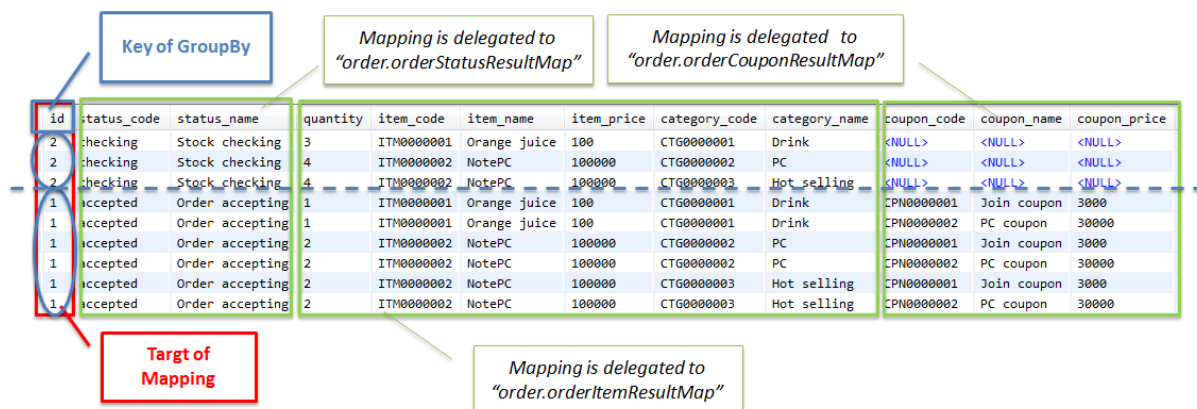 Key of GroupBy
Mapping is delegated to
“order.orderStatusResultMap”
Mapping is delegated to
“order.orderCouponResultMap”
id status_code status_name quantity item_code item_name item_price category_code category_name coupon_code coupon_name coupon_price
2 checking Stock checking 3 ITM0000001 Orange juice 100 CTG0000001 Drink <NULL> <NULL> <NULL>
2 checking Stock checking 4 ITM0000002 NotePC 100000 CTG0000002 PC <NULL> <NULL> <NULL>
2 checking Stock checking 4 ITM0000002 NotePC 100000 CTG0000003 Hot selling <NULL> <NULL> <NULL>
1 accepted Order accepting 1 ITM0000001 Orange juice 100 CTG0000001 Drink CPN0000001 Join coupon 3000
1 accepted Order accepting 1 ITM0000001 Orange juice 100 CTG0000001 Drink CPN0000002 PC coupon 30000
1 accepted Order accepting 2 ITM0000002 NotePC 100000 CTG0000002 PC CPN0000001 Join coupon 3000
1 accepted Order accepting 2 ITM0000002 NotePC 100000 CTG0000002 PC CPN0000002 PC coupon 30000
1 accepted Order accepting 2 ITM0000002 NotePC 100000 CTG0000003 Hot selling CPN0000001 Join coupon 3000
1 accepted Order accepting 2 ITM0000002 NotePC 100000 CTG0000003 Hot selling CPN0000002 PC coupon 30000
Targt of
Mapping
Mapping is delegated to
“order.orderItemResultMap”